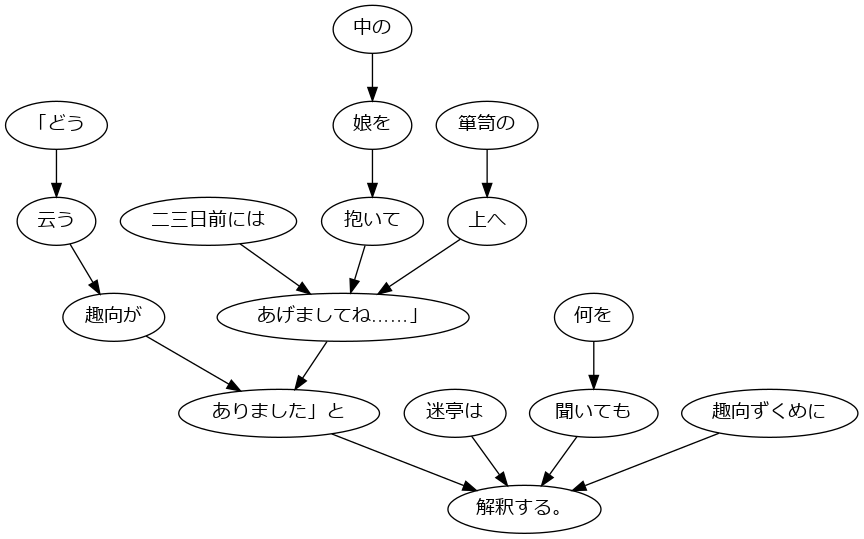 中の
「どう
娘を
箪笥の
云う
二三日前には
抱いて
上へ
趣向が
あげましてね……」
何を
ありました」と
迷亭は
聞いても
趣向ずくめに
解釈する。